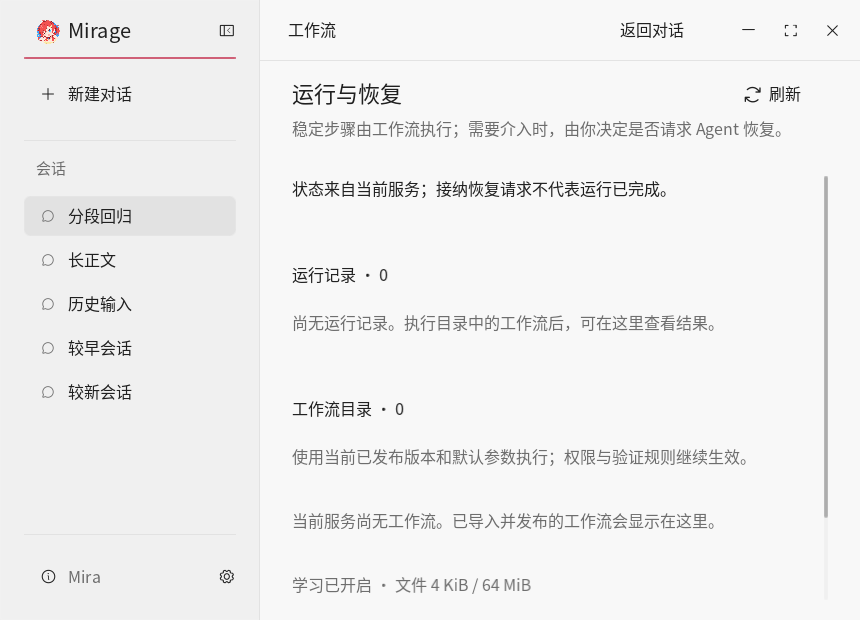 Mirage
新建对话
会话
分段回归
长正文
历史输入
较早会话
较新会话
Mira
工作流
返回对话
运行与恢复
刷新
稳定步骤由工作流执行；需要介入时，由你决定是否请求 Agent 恢复。
状态来自当前服务；接纳恢复请求不代表运行已完成。
运行记录 · 0
尚无运行记录。执行目录中的工作流后，可在这里查看结果。
工作流目录 · 0
使用当前已发布版本和默认参数执行；权限与验证规则继续生效。
当前服务尚无工作流。已导入并发布的工作流会显示在这里。
学习已开启 · 文件 4 KiB / 64 MiB